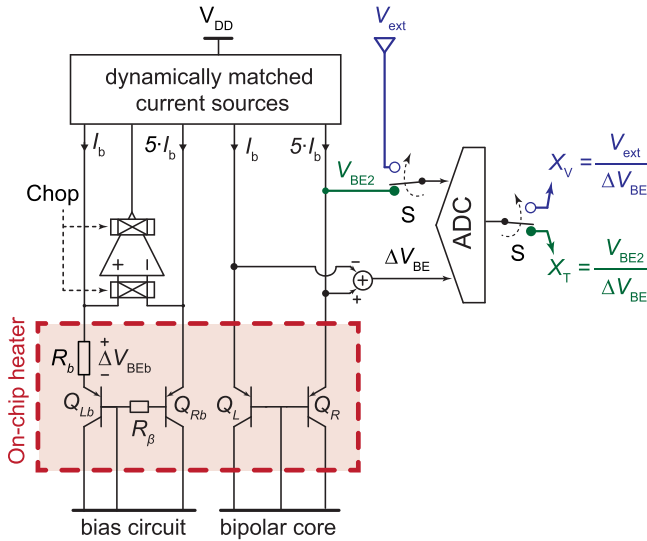 V_DD
V_ext
dynamically matched
current sources
I_b
5·I_b
I_b
5·I_b
V_BE2
X_V = V_ext / ΔV_BE
Chop
S
ADC
S
+ −
−
ΔV_BE
+
X_T = V_BE2 / ΔV_BE
On-chip heater
R_b
+
ΔV_BEb
−
Q_Lb
Q_Rb
Q_L
Q_R
R_β
bias circuit
bipolar core